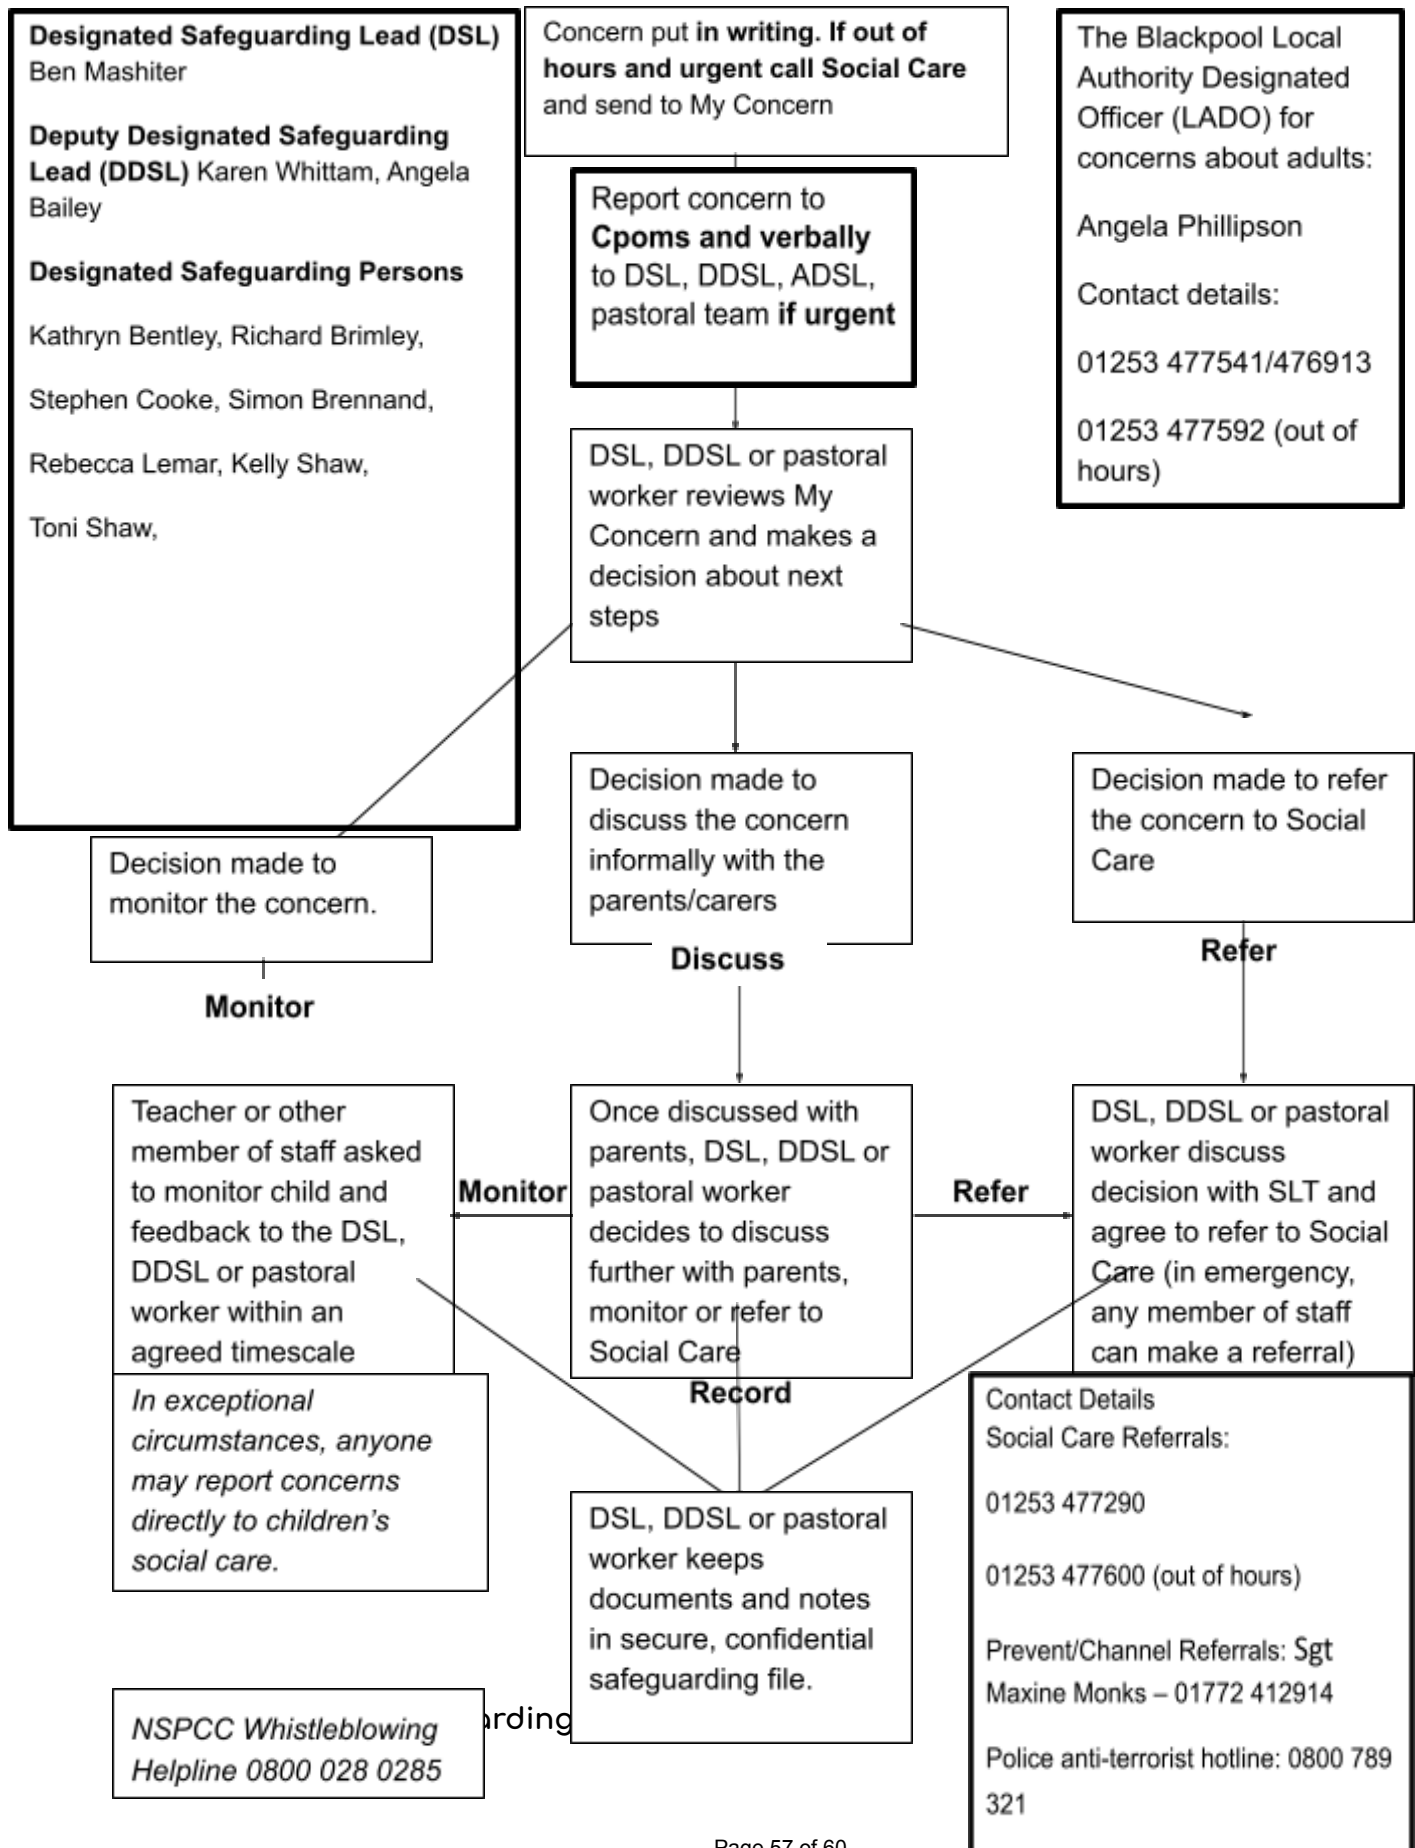 Designated Safeguarding Lead (DSL)
Ben Mashiter
Deputy Designated Safeguarding
Lead (DDSL) Karen Whittam, Angela
Bailey
Designated Safeguarding Persons
Kathryn Bentley, Richard Brimley,
Stephen Cooke, Simon Brennand,
Rebecca Lemar, Kelly Shaw,
Toni Shaw,
Concern put in writing. If out of
hours and urgent call Social Care
and send to My Concern
Report concern to
Cpoms and verbally
to DSL, DDSL, ADSL,
pastoral team if urgent
The Blackpool Local
Authority Designated
Officer (LADO) for
concerns about adults:
Angela Phillipson
Contact details:
01253 477541/476913
01253 477592 (out of
hours)
DSL, DDSL or pastoral
worker reviews My
Concern and makes a
decision about next
steps
Decision made to
monitor the concern.
Monitor
Decision made to
discuss the concern
informally with the
parents/carers
Discuss
Decision made to refer
the concern to Social
Care
Refer
Teacher or other
member of staff asked
to monitor child and
feedback to the DSL,
DDSL or pastoral
worker within an
agreed timescale
Monitor
Once discussed with
parents, DSL, DDSL or
pastoral worker
decides to discuss
further with parents,
monitor or refer to
Social Care
Refer
DSL, DDSL or pastoral
worker discuss
decision with SLT and
agree to refer to Social
Care (in emergency,
any member of staff
can make a referral)
In exceptional
circumstances, anyone
may report concerns
directly to children's
social care.
Record
DSL, DDSL or pastoral
worker keeps
documents and notes
in secure, confidential
safeguarding file.
Contact Details
Social Care Referrals:
01253 477290
01253 477600 (out of hours)
Prevent/Channel Referrals: Sgt
Maxine Monks – 01772 412914
Police anti-terrorist hotline: 0800 789
321
NSPCC Whistleblowing
Helpline 0800 028 0285
arding
Page 57 of 60